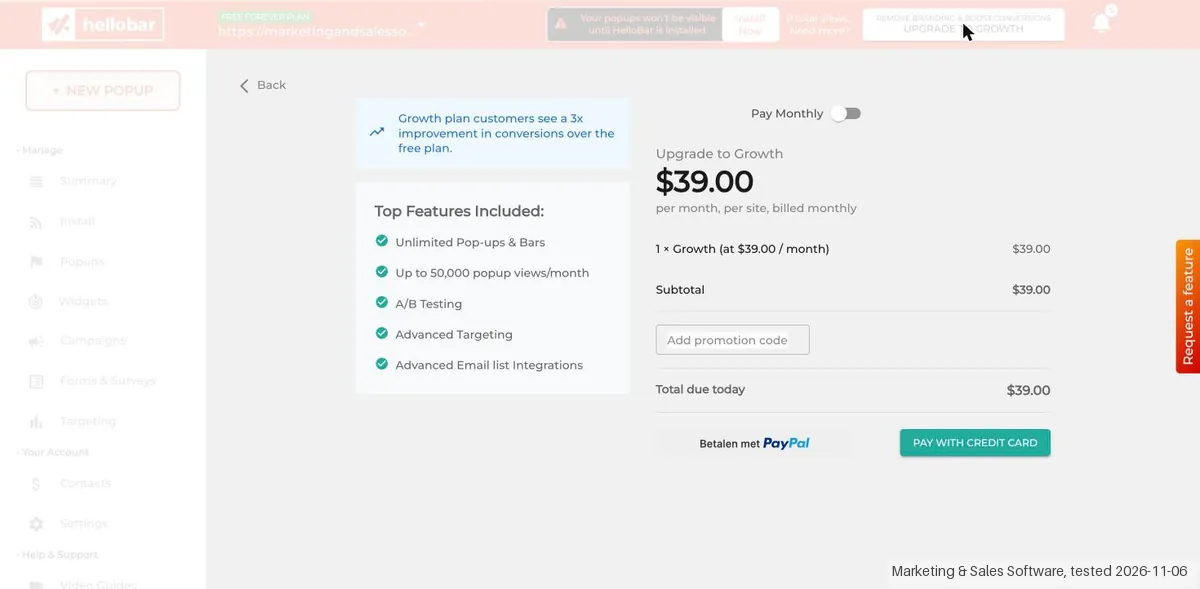 hellobar
FREE FOREVER PLAN
https://marketingandsalesso...
Your popups won't be visible
until HelloBar is installed
Install
Now
need more?
REMOVE BRANDING & BOOST CONVERSIONS
UPGRADE TO GROWTH
+ NEW POPUP
- Manage
Summary
Install
Popups
Widgets
Campaigns
Forms & Surveys
Targeting
- Your Account
Contacts
Settings
- Help & Support
Video Guides
Back
Growth plan customers see a 3x
improvement in conversions over the
free plan.
Top Features Included:
Unlimited Pop-ups & Bars
Up to 50,000 popup views/month
A/B Testing
Advanced Targeting
Advanced Email list Integrations
Pay Monthly
Upgrade to Growth
$39.00
per month, per site, billed monthly
1 × Growth (at $39.00 / month) $39.00
Subtotal $39.00
Add promotion code
Total due today $39.00
Betalen met PayPal
PAY WITH CREDIT CARD
Request a feature
Marketing & Sales Software, tested 2026-11-06